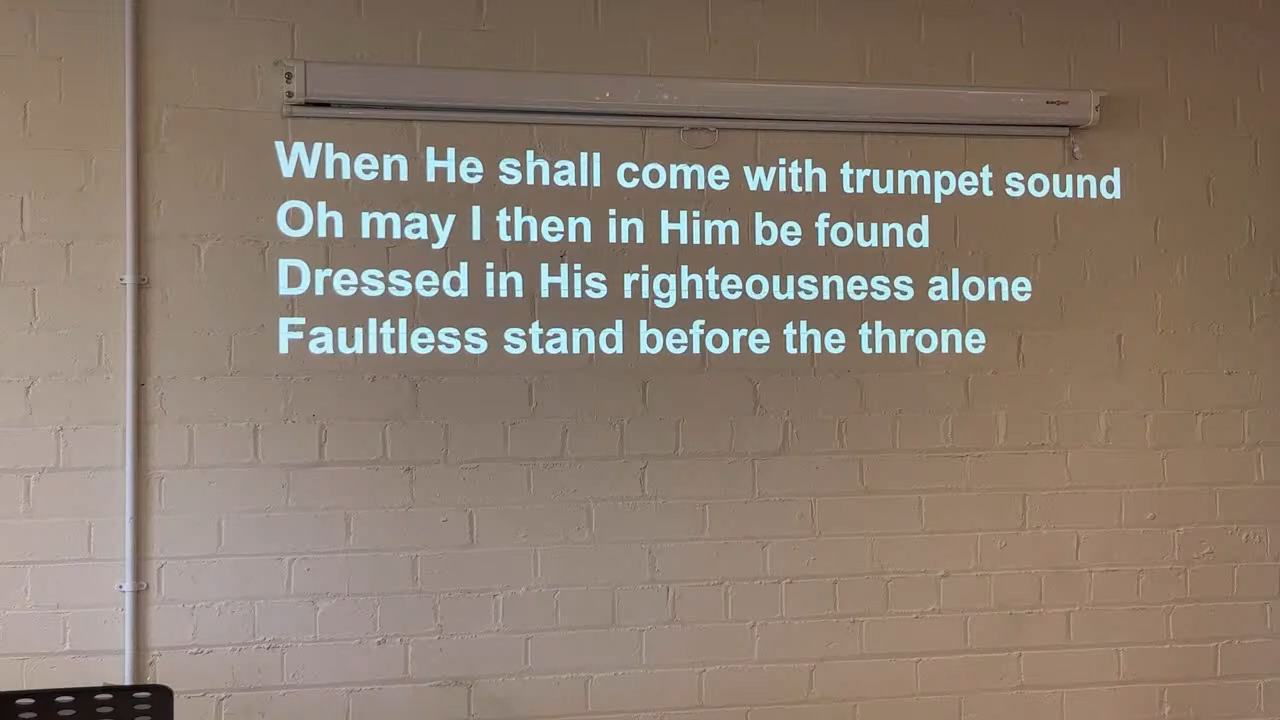 When He shall come with trumpet sound
Oh may I then in Him be found
Dressed in His righteousness alone
Faultless stand before the throne